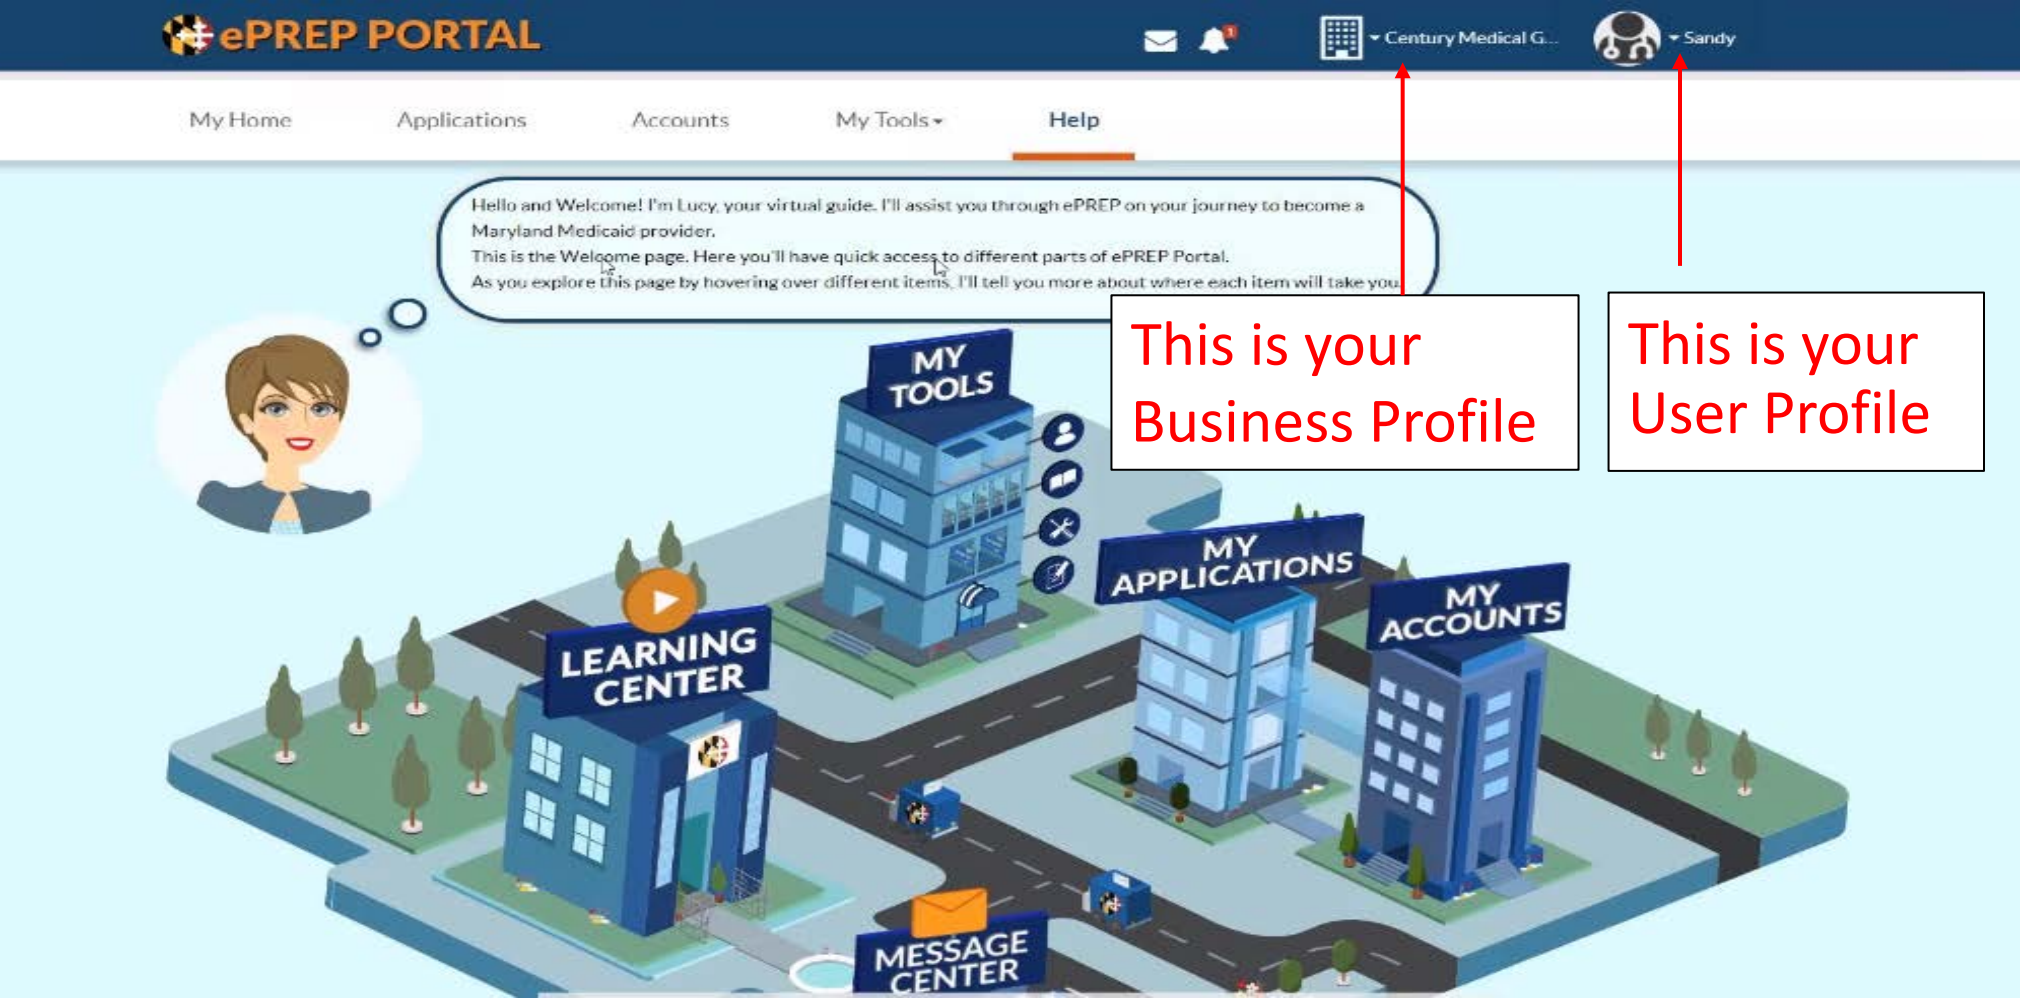 ePREP PORTAL
1
Century Medical G...
Sandy
My Home
Applications
Accounts
My Tools
Help
Hello and Welcome! I'm Lucy, your virtual guide. I'll assist you through ePREP on your journey to become a
Maryland Medicaid provider.
This is the Welcome page. Here you'll have quick access to different parts of ePREP Portal.
As you explore this page by hovering over different items, I'll tell you more about where each item will take you.
This is your
Business Profile
This is your
User Profile
MY
TOOLS
MY
APPLICATIONS
MY
ACCOUNTS
LEARNING
CENTER
MESSAGE
CENTER